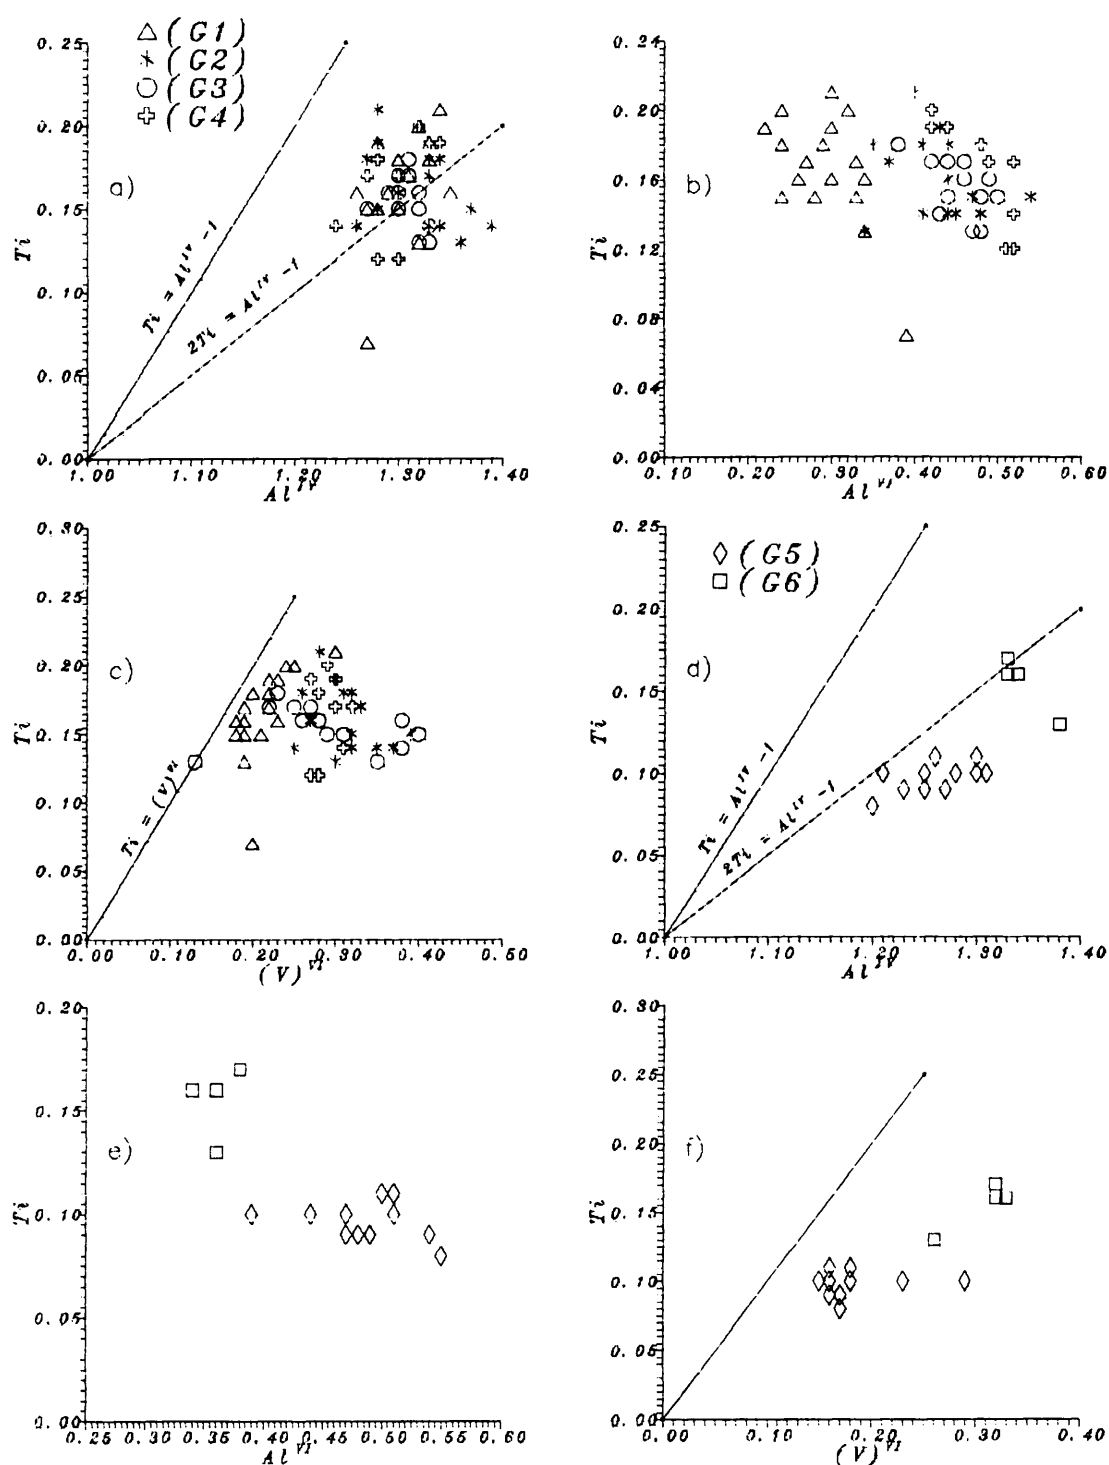 △ (G1)
* (G2)
○ (G3)
✚ (G4)
a)
0.25
0.20
0.15
0.10
0.05
0.00
Ti
Ti = Al^IV -1
2Ti = Al^IV -1
1.00 1.10 1.20 1.30 1.40
Al^IV
b)
0.24
0.20
0.16
0.12
0.08
0.04
0.00
Ti
0.10 0.20 0.30 0.40 0.50 0.60
Al^VI
c)
0.30
0.25
0.20
0.15
0.10
0.05
0.00
Ti
Ti = (V)^VI
0.00 0.10 0.20 0.30 0.40 0.50
(V)^VI
◇ (G5)
□ (G6)
d)
0.25
0.20
0.15
0.10
0.05
0.00
Ti
Ti = Al^IV -1
2Ti = Al^IV -1
1.00 1.10 1.20 1.30 1.40
Al^IV
e)
0.20
0.15
0.10
0.05
0.00
Ti
0.25 0.30 0.35 0.40 0.45 0.50 0.55 0.60
Al^VI
f)
0.30
0.25
0.20
0.15
0.10
0.05
0.00
Ti
0.00 0.10 0.20 0.30 0.40
(V)^VI